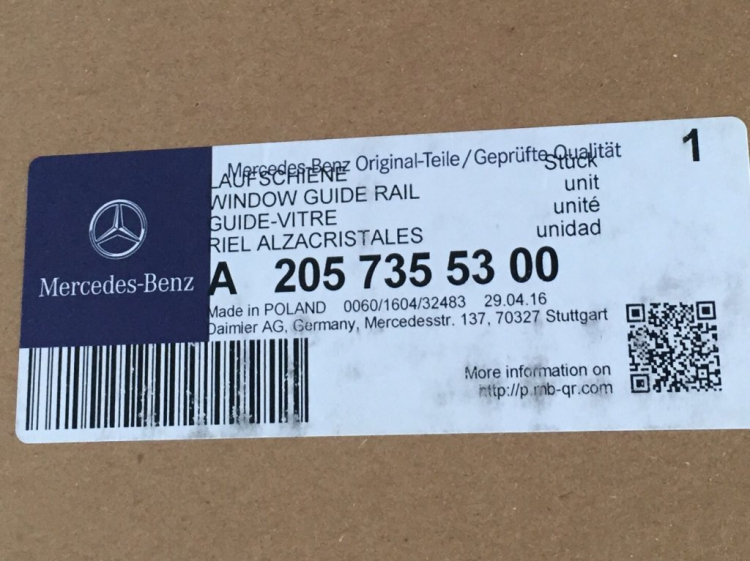 Mercedes-Benz Original-Teile/Geprüfte Qualität
1
LAUFSCHIENE Stück
WINDOW GUIDE RAIL unit
GUIDE-VITRE unité
RIEL ALZACRISTALES unidad
Mercedes-Benz
A 205 735 53 00
Made in POLAND 0060/1604/32483 29.04.16
Daimler AG, Germany, Mercedesstr. 137, 70327 Stuttgart
More information on
http://p.mb-qr.com